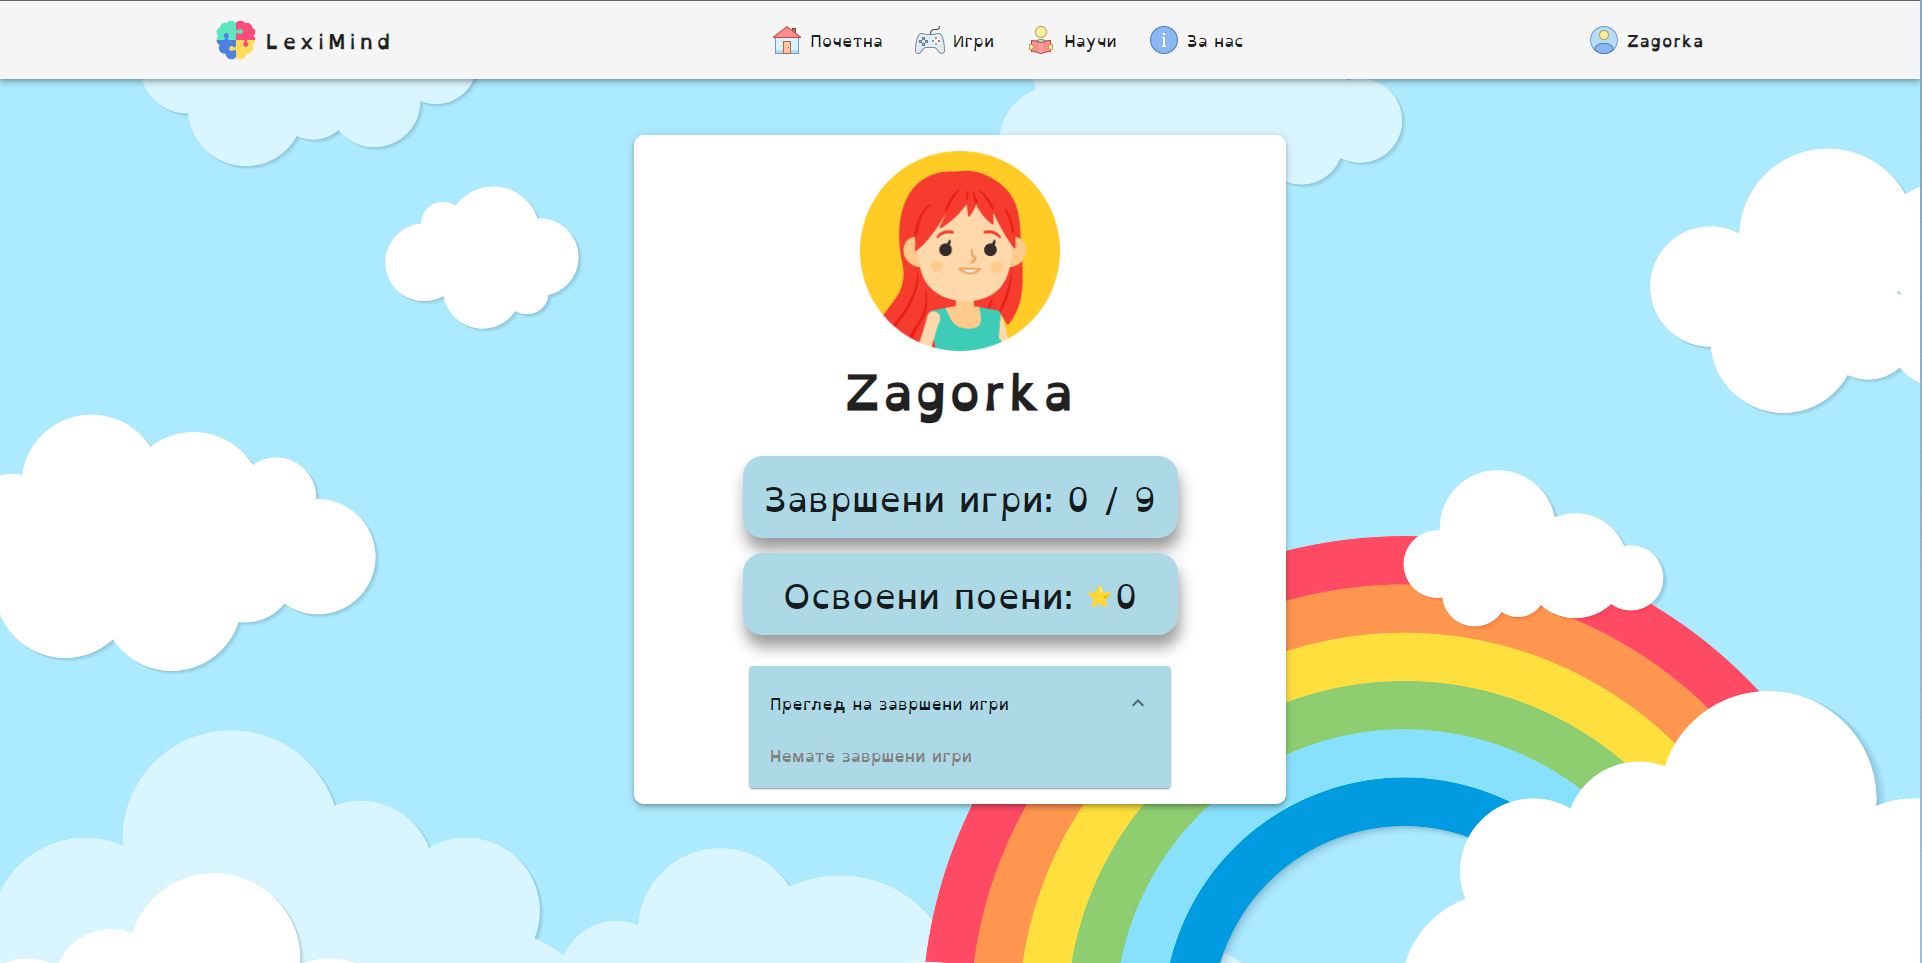 LexiMind
Почетна
Игри
Научи
За нас
Zagorka
Zagorka
Завршени игри: 0 / 9
Освоени поени: ⭐0
Преглед на завршени игри
Немате завршени игри